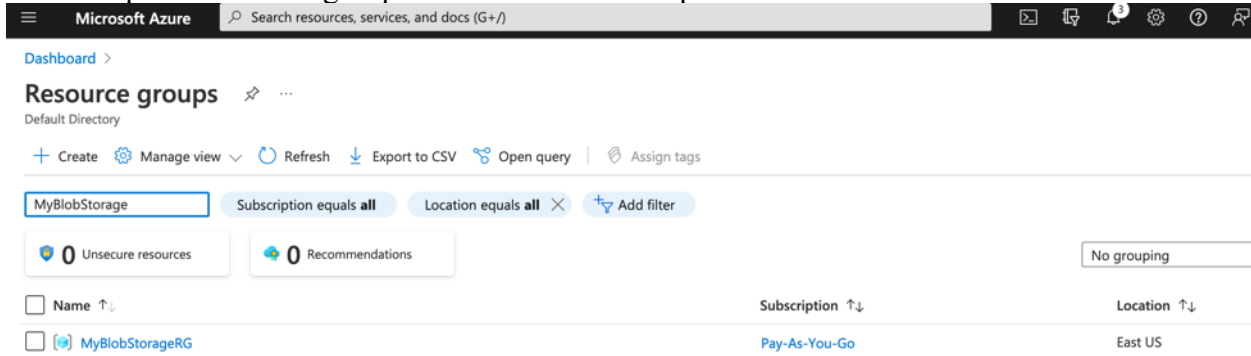 Microsoft Azure Search resources, services, and docs (G+/) 3
Dashboard >
Resource groups
Default Directory
+ Create Manage view Refresh Export to CSV Open query Assign tags
MyBlobStorage Subscription equals all Location equals all Add filter
0 Unsecure resources 0 Recommendations No grouping
Name Subscription Location
MyBlobStorageRG Pay-As-You-Go East US